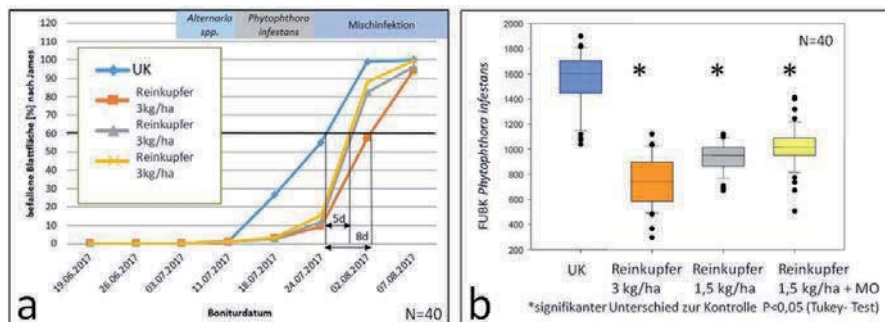 Alternaria Phytophthora Mischinfektion
spp. infestans
befallene Blattfläche [%] nach James
120
110
100
90
80
70
60
50
40
30
20
10
0
UK
Reinkupfer
3kg/ha
Reinkupfer
3kg/ha
Reinkupfer
3kg/ha
5d
8d
19.06.2017
26.06.2017
03.07.2017
11.07.2017
18.07.2017
24.07.2017
02.08.2017
07.08.2017
Boniturdatum
N=40
a
FUBK Phytophthora infestans
2000
1800
1600
1400
1200
1000
800
600
400
200
N=40
* * *
UK Reinkupfer Reinkupfer Reinkupfer
3 kg/ha 1,5 kg/ha 1,5 kg/ha + MO
*signifikanter Unterschied zur Kontrolle P<0,05 (Tukey- Test)
b